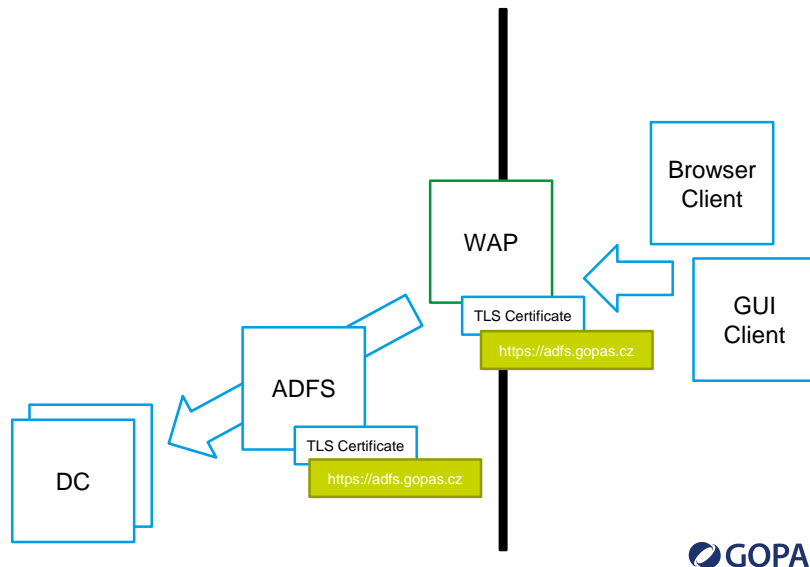 Browser
Client
WAP
GUI
Client
TLS Certificate
https://adfs.gopas.cz
ADFS
TLS Certificate
https://adfs.gopas.cz
DC
GOPA